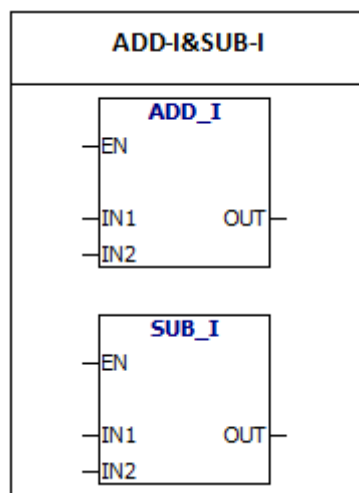 ADD-I&SUB-I
ADD_I
EN
IN1 OUT
IN2
SUB_I
EN
IN1 OUT
IN2